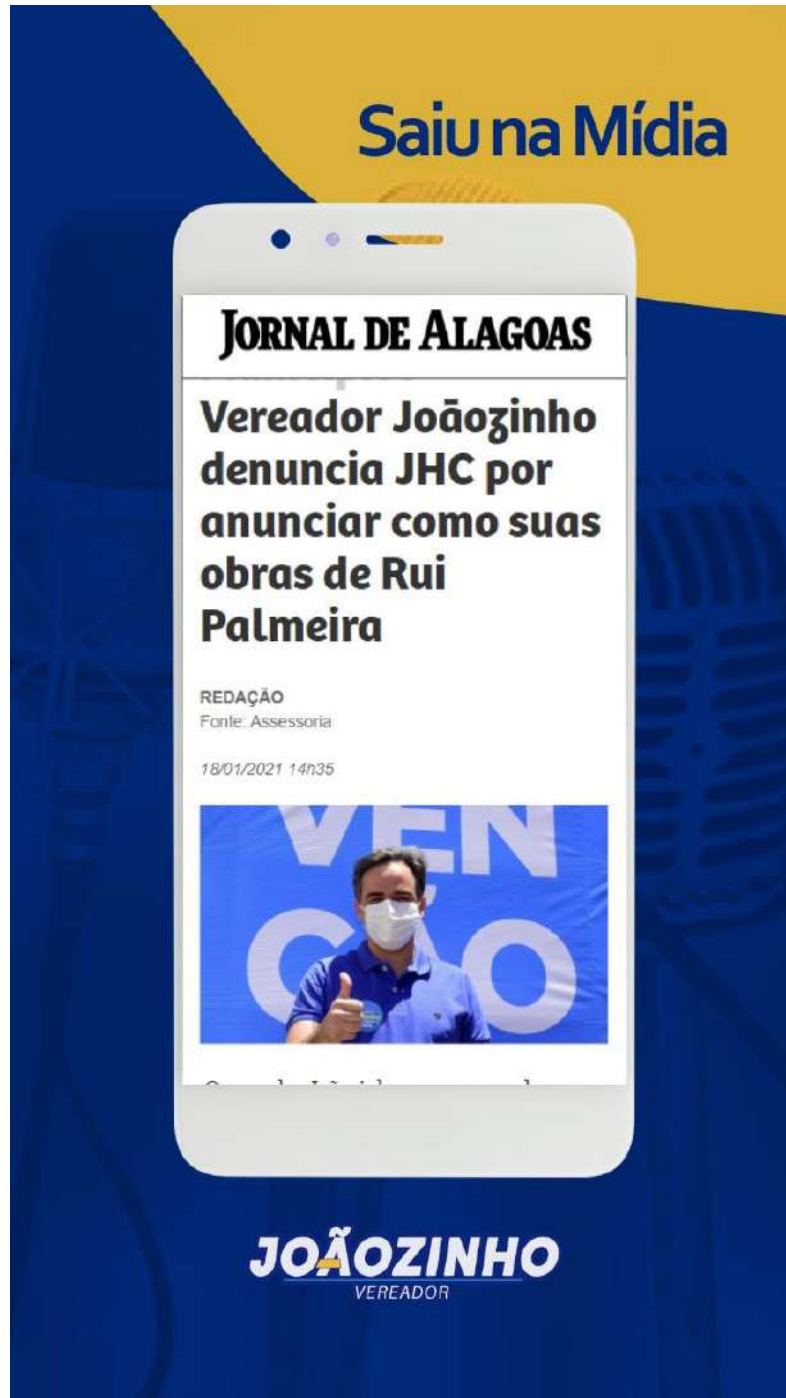 Saiu na Mídia
JORNAL DE ALAGOAS
Vereador Joãozinho
denuncia JHC por
anunciar como suas
obras de Rui
Palmeira
REDAÇÃO
Fonte: Assessoria
18/01/2021 14h35
VEN
ÇÃO
JOÃOZINHO
VEREADOR